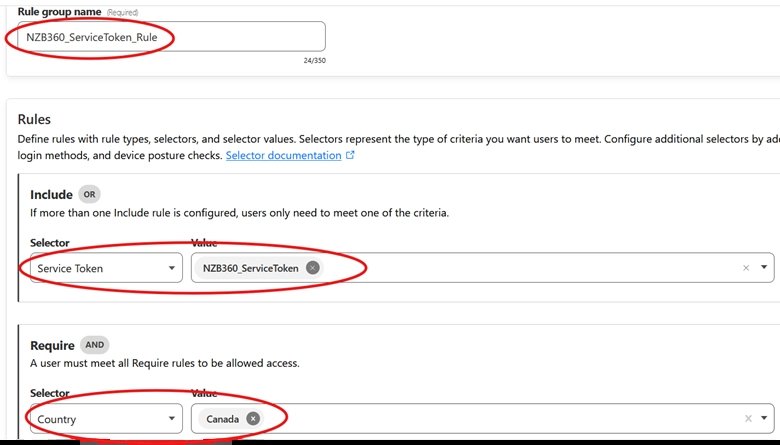 Rule group name (Required)
NZB360_ServiceToken_Rule
24/350
Rules
Define rules with rule types, selectors, and selector values. Selectors represent the type of criteria you want users to meet. Configure additional selectors by
login methods, and device posture checks. Selector documentation
Include OR
If more than one Include rule is configured, users only need to meet one of the criteria.
Selector Value
Service Token NZB360_ServiceToken
Require AND
A user must meet all Require rules to be allowed access.
Selector Value
Country Canada